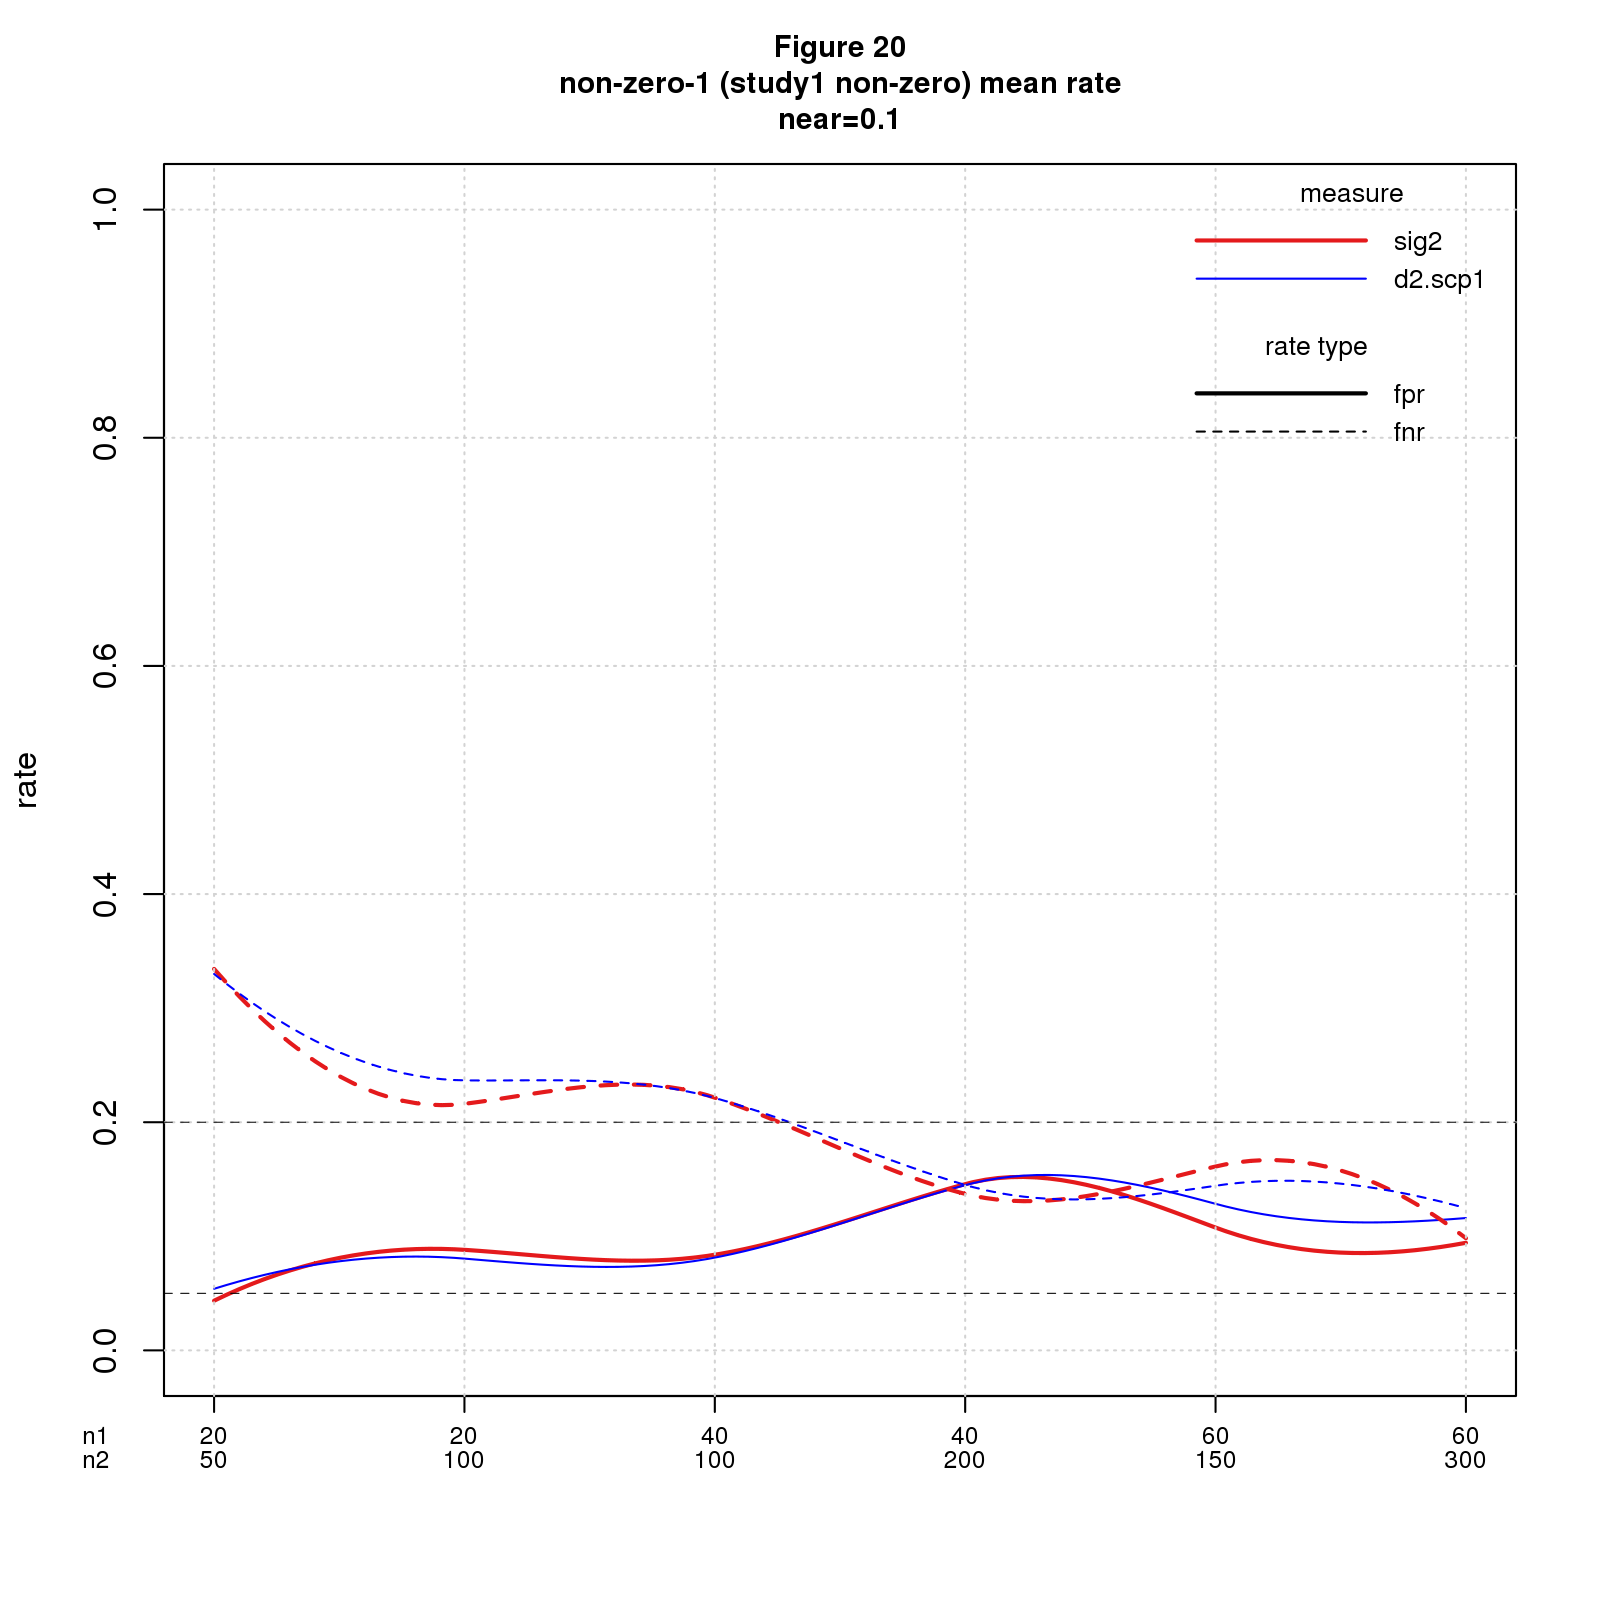 Figure 20
non-zero-1 (study1 non-zero) mean rate
near=0.1
measure
sig2
d2.scp1
rate type
fpr
fnr
rate
1.0
0.8
0.6
0.4
0.2
0.0
n1 20 20 40 40 60 60
n2 50 100 100 200 150 300